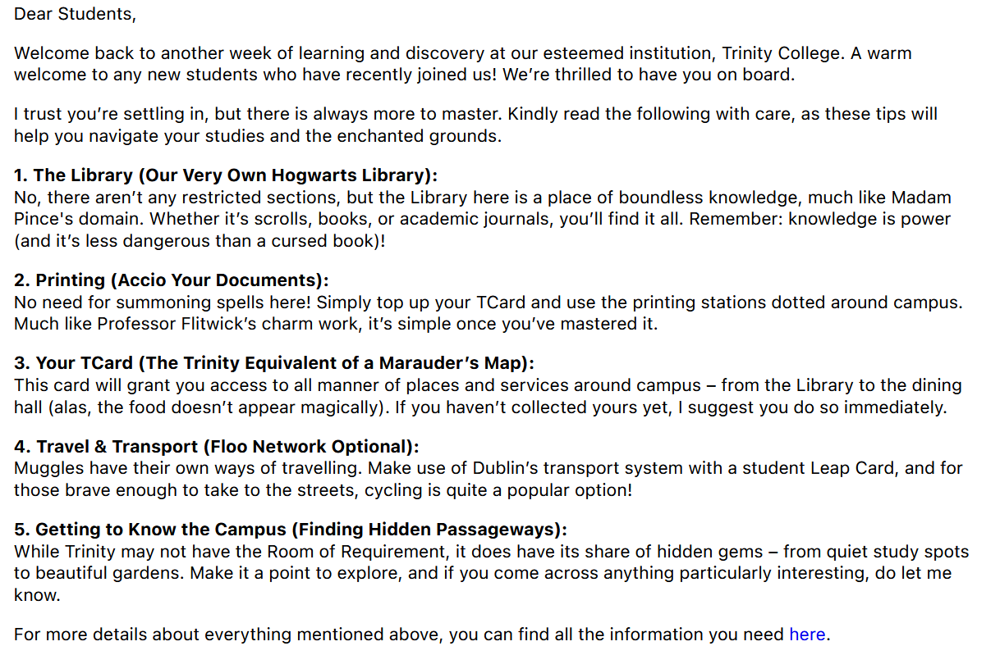 Dear Students,
Welcome back to another week of learning and discovery at our esteemed institution, Trinity College. A warm
welcome to any new students who have recently joined us! We’re thrilled to have you on board.
I trust you’re settling in, but there is always more to master. Kindly read the following with care, as these tips will
help you navigate your studies and the enchanted grounds.
1. The Library (Our Very Own Hogwarts Library):
No, there aren’t any restricted sections, but the Library here is a place of boundless knowledge, much like Madam
Pince's domain. Whether it’s scrolls, books, or academic journals, you’ll find it all. Remember: knowledge is power
(and it’s less dangerous than a cursed book)!
2. Printing (Accio Your Documents):
No need for summoning spells here! Simply top up your TCard and use the printing stations dotted around campus.
Much like Professor Flitwick’s charm work, it’s simple once you’ve mastered it.
3. Your TCard (The Trinity Equivalent of a Marauder’s Map):
This card will grant you access to all manner of places and services around campus – from the Library to the dining
hall (alas, the food doesn’t appear magically). If you haven’t collected yours yet, I suggest you do so immediately.
4. Travel & Transport (Floo Network Optional):
Muggles have their own ways of travelling. Make use of Dublin’s transport system with a student Leap Card, and for
those brave enough to take to the streets, cycling is quite a popular option!
5. Getting to Know the Campus (Finding Hidden Passageways):
While Trinity may not have the Room of Requirement, it does have its share of hidden gems – from quiet study spots
to beautiful gardens. Make it a point to explore, and if you come across anything particularly interesting, do let me
know.
For more details about everything mentioned above, you can find all the information you need here.